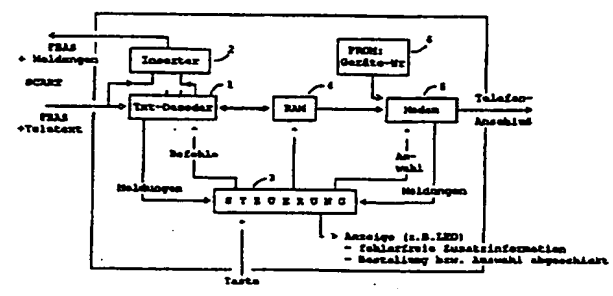 FBAS
+ Meldungen
SCART
FBAS
+Teletext
Inserter
2
1
Txt-Decoder
4
RAM
PROM:
Geräte-Nr
6
5
Modem
Telefon-
Anschluß
Befehle
An-
wahl
Meldungen
Meldungen
3
STEUERUNG
Anzeige (z.B.LED)
- fehlerfreie Zusatzinformation
- Bestellung bzw. Auswahl abgeschickt
Taste